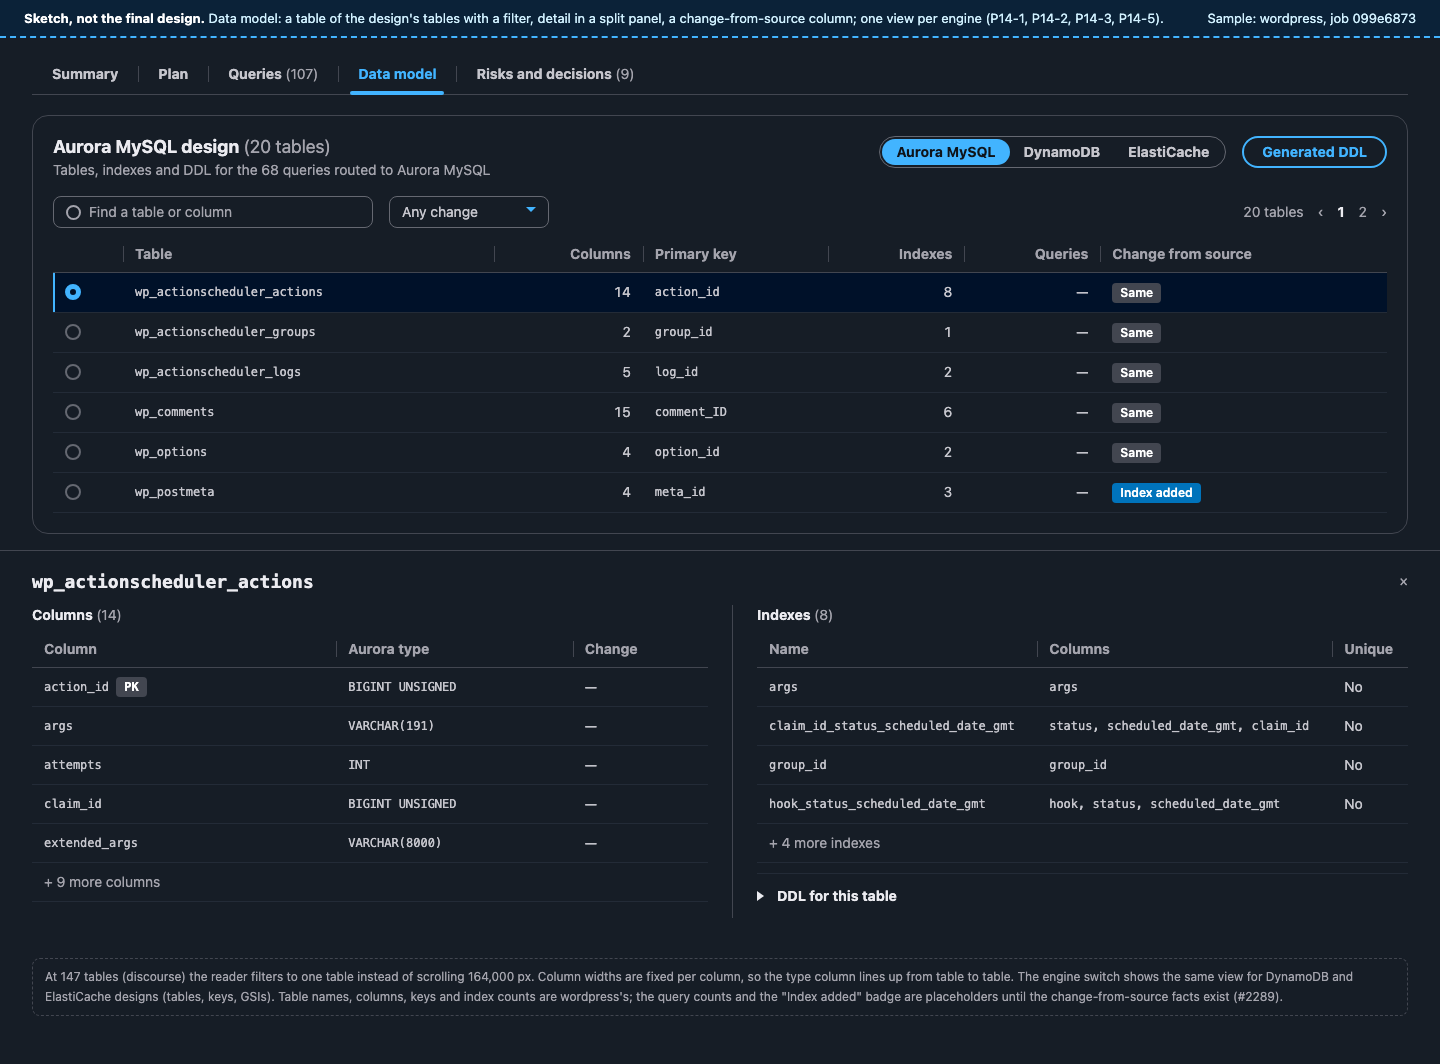 Sketch, not the final design. Data model: a table of the design's tables with a filter, detail in a split panel, a change-from-source column; one view per engine (P14-1, P14-2, P14-3, P14-5). Sample: wordpress, job 099e6873
Summary Plan Queries (107) Data model Risks and decisions (9)
Aurora MySQL design (20 tables)
Tables, indexes and DDL for the 68 queries routed to Aurora MySQL
Aurora MySQL DynamoDB ElastiCache Generated DDL
Find a table or column Any change 20 tables ‹ 1 2 ›
Table Columns Primary key Indexes Queries Change from source
wp_actionscheduler_actions 14 action_id 8 — Same
wp_actionscheduler_groups 2 group_id 1 — Same
wp_actionscheduler_logs 5 log_id 2 — Same
wp_comments 15 comment_ID 6 — Same
wp_options 4 option_id 2 — Same
wp_postmeta 4 meta_id 3 — Index added
wp_actionscheduler_actions ×
Columns (14)
Column Aurora type Change
action_id PK BIGINT UNSIGNED —
args VARCHAR(191) —
attempts INT —
claim_id BIGINT UNSIGNED —
extended_args VARCHAR(8000) —
+ 9 more columns
Indexes (8)
Name Columns Unique
args args No
claim_id_status_scheduled_date_gmt status, scheduled_date_gmt, claim_id No
group_id group_id No
hook_status_scheduled_date_gmt hook, status, scheduled_date_gmt No
+ 4 more indexes
DDL for this table
At 147 tables (discourse) the reader filters to one table instead of scrolling 164,000 px. Column widths are fixed per column, so the type column lines up from table to table. The engine switch shows the same view for DynamoDB and
ElastiCache designs (tables, keys, GSIs). Table names, columns, keys and index counts are wordpress's; the query counts and the "Index added" badge are placeholders until the change-from-source facts exist (#2289).